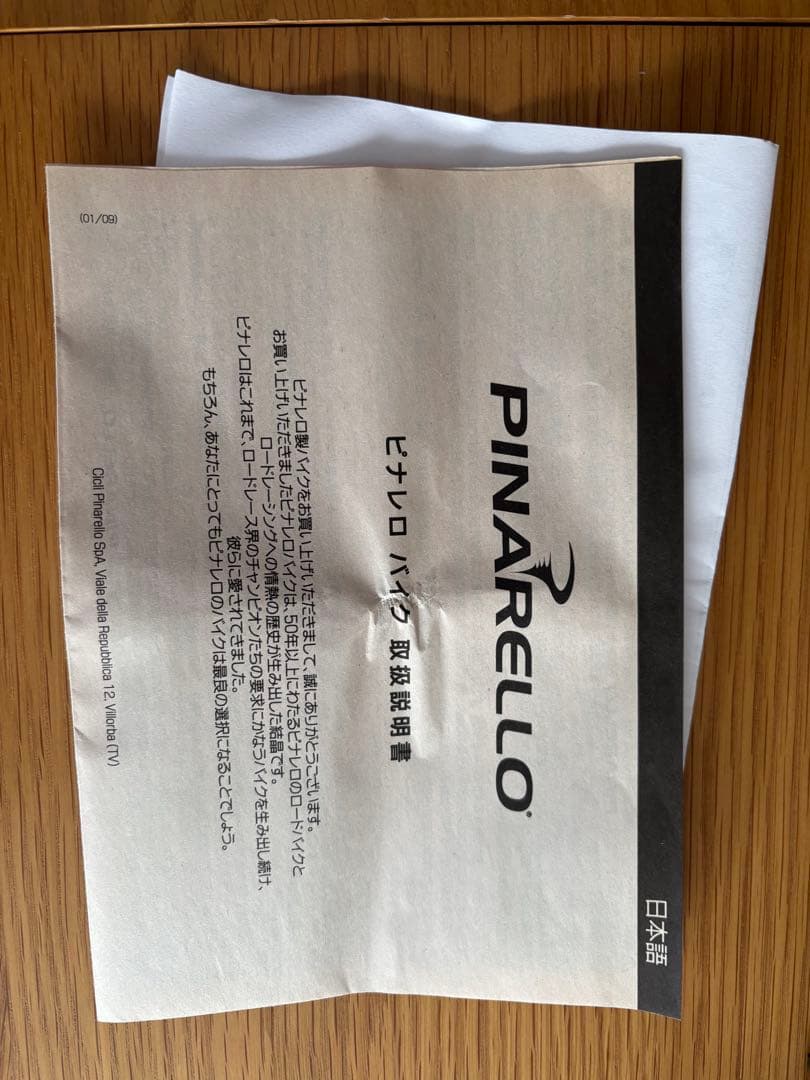 日本語
PINARELLO®
ピナレロ バイク 取扱説明書
ピナレロ製バイクをお買い上げいただきまして、誠にありがとうございます。
お買い上げいただきましたピナレロバイクは、50年以上にわたるピナレロのロードバイクと
ロードレーシングへの情熱の歴史が生み出した結晶です。
ピナレロはこれまで、ロードレース界のチャンピオンたちの要求にかなうバイクを生み出し続け、
彼らに愛されてきました。
もちろん、あなたにとってもピナレロのバイクは最良の選択になることでしょう。
Cicli Pinarello SpA, Viale della Repubblica 12, Villorba (TV)
(01/09)